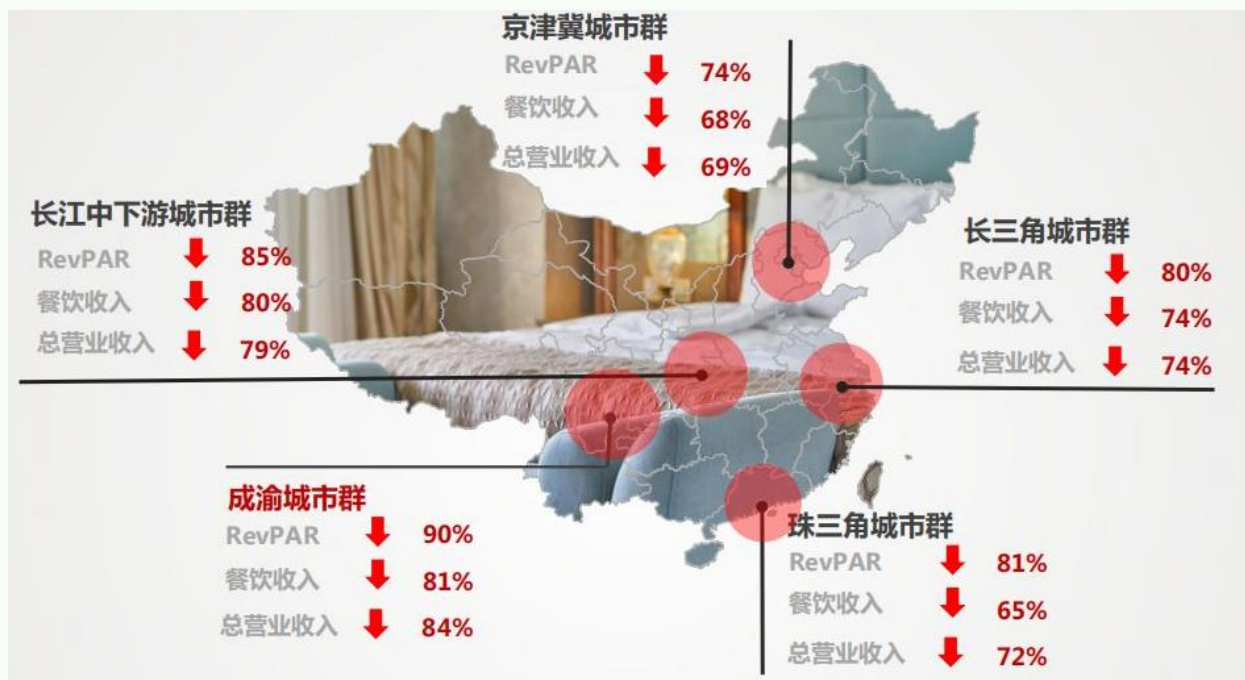 京津冀城市群
RevPAR 74%
餐饮收入 68%
总营业收入 69%
长江中下游城市群
RevPAR 85%
餐饮收入 80%
总营业收入 79%
长三角城市群
RevPAR 80%
餐饮收入 74%
总营业收入 74%
成渝城市群
RevPAR 90%
餐饮收入 81%
总营业收入 84%
珠三角城市群
RevPAR 81%
餐饮收入 65%
总营业收入 72%